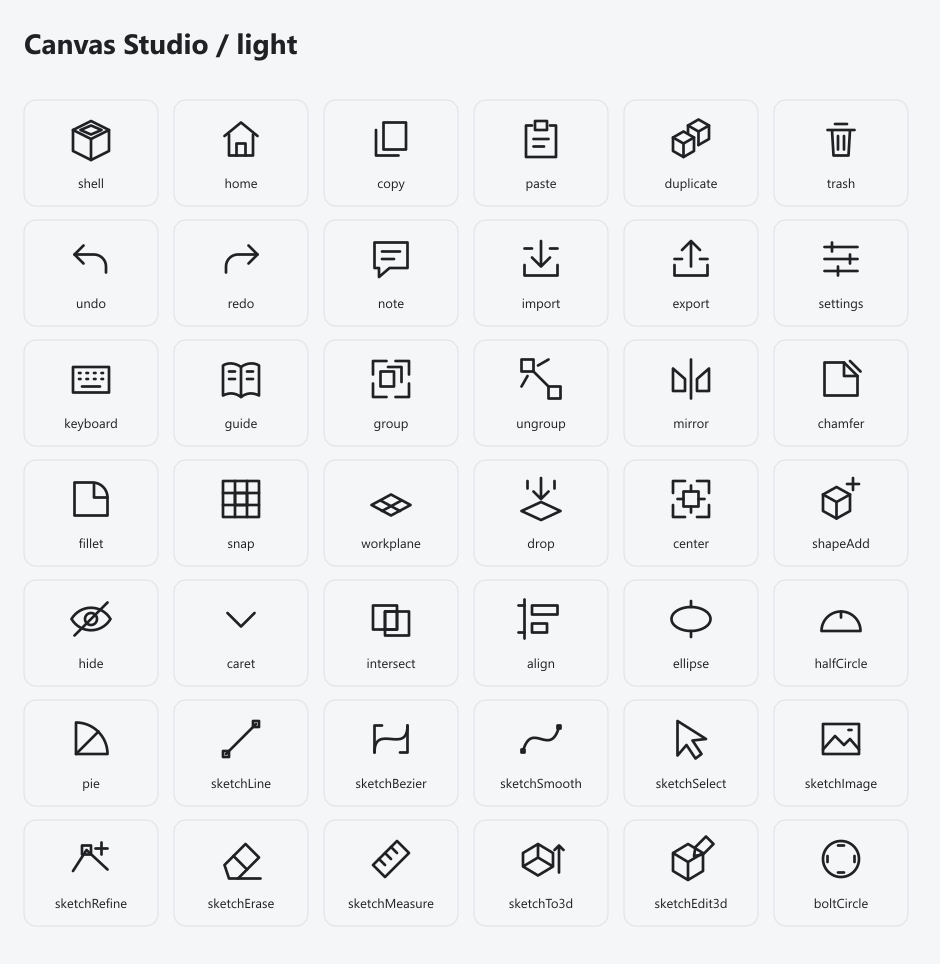 Canvas Studio / light
shell home copy paste duplicate trash
undo redo note import export settings
keyboard guide group ungroup mirror chamfer
fillet snap workplane drop center shapeAdd
hide caret intersect align ellipse halfCircle
pie sketchLine sketchBezier sketchSmooth sketchSelect sketchImage
sketchRefine sketchErase sketchMeasure sketchTo3d sketchEdit3d boltCircle